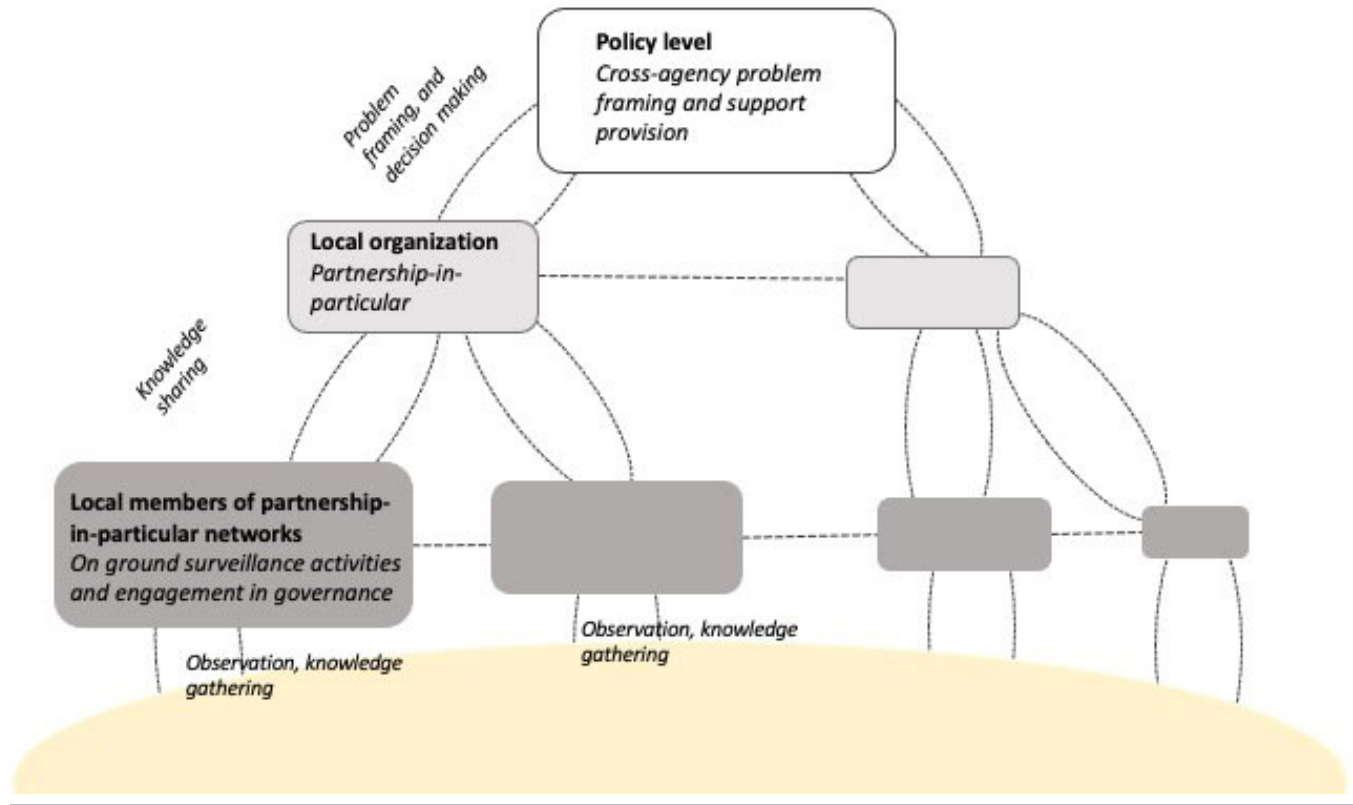 Policy level
Cross-agency problem
framing and support
provision
Problem
framing, and
decision making
Local organization
Partnership-in-
particular
Knowledge
sharing
Local members of partnership-
in-particular networks
On ground surveillance activities
and engagement in governance
Observation, knowledge
gathering
Observation, knowledge
gathering